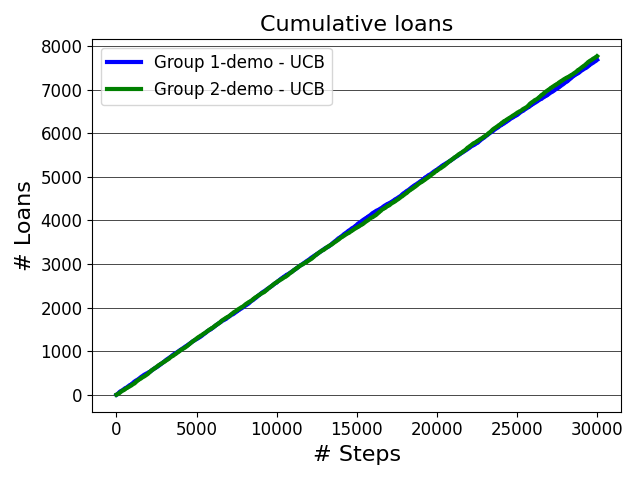 Cumulative loans
Group 1-demo - UCB
Group 2-demo - UCB
8000
7000
6000
5000
4000
3000
2000
1000
0
# Loans
0 5000 10000 15000 20000 25000 30000
# Steps